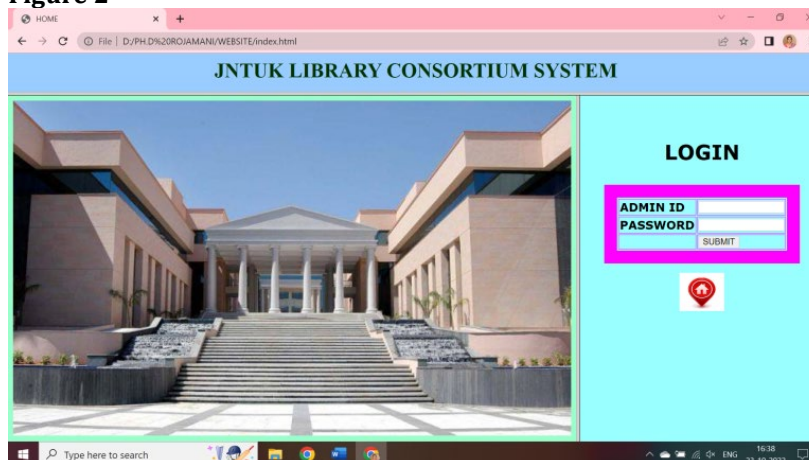 Figure 2
HOME
File | D:/PH.D%20ROJAMANI/WEBSITE/index.html
JNTUK LIBRARY CONSORTIUM SYSTEM
LOGIN
ADMIN ID
PASSWORD
SUBMIT
Type here to search
ENG
16:38